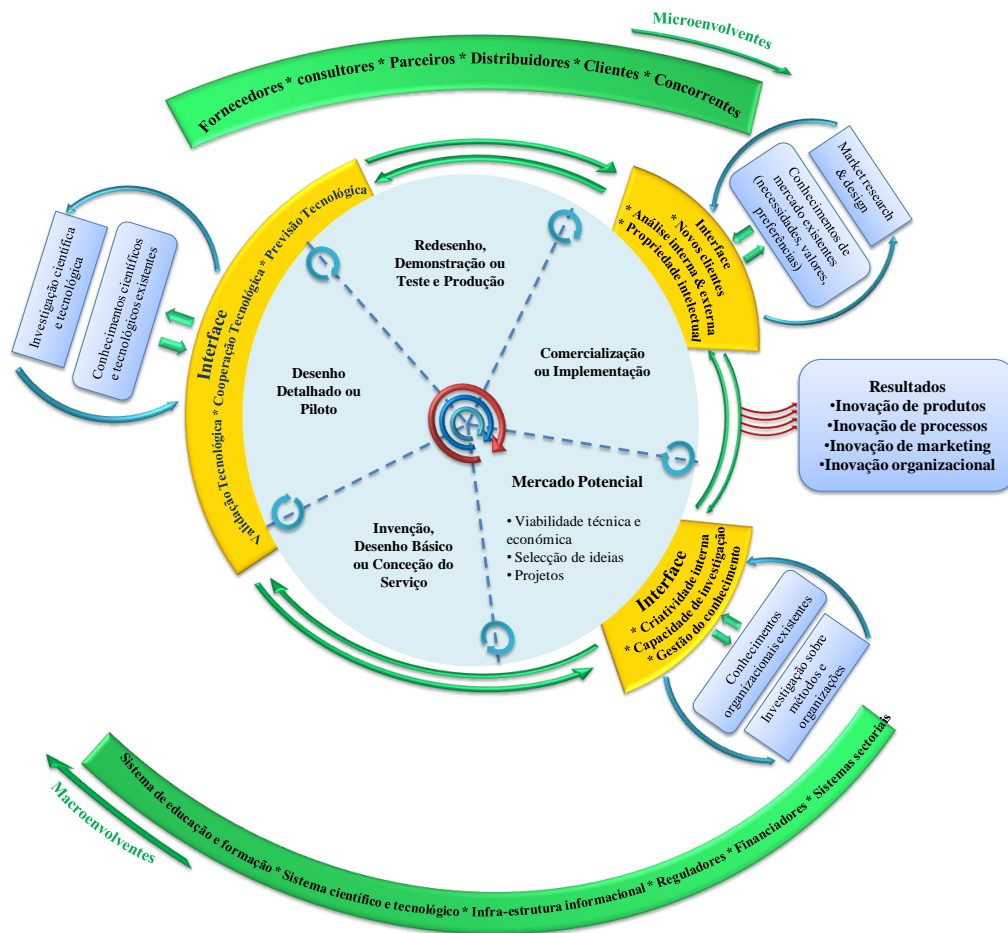 Microenvolventes
Fornecedores * consultores * Parceiros * Distribuidores * Clientes * Concorrentes
Market research
& design
Conhecimentos de
mercado existentes
(necessidades, valores,
preferências)
Interface
* Novos clientes
* Análise interna & externa
* Propriedade intelectual
Validação Tecnológica * Cooperação Tecnológica * Previsão Tecnológica
Interface
Investigação científica
e tecnológica
Conhecimentos científicos
e tecnológicos existentes
Redesenho,
Demonstração ou
Teste e Produção
Comercialização
ou Implementação
Desenho
Detalhado ou
Piloto
Resultados
•Inovação de produtos
•Inovação de processos
•Inovação de marketing
•Inovação organizacional
Mercado Potencial
• Viabilidade técnica e
económica
• Selecção de ideias
• Projetos
Invenção,
Desenho Básico
ou Conceção do
Serviço
Interface
* Criatividade interna
* Capacidade de investigação
* Gestão do conhecimento
Conhecimentos
organizacionais existentes
Investigação sobre
métodos e
organizações
Macroenvolventes
Sistema de educação e formação * Sistema científico e tecnológico * Infra-estrutura informacional * Reguladores * Financiadores * Sistemas sectoriais